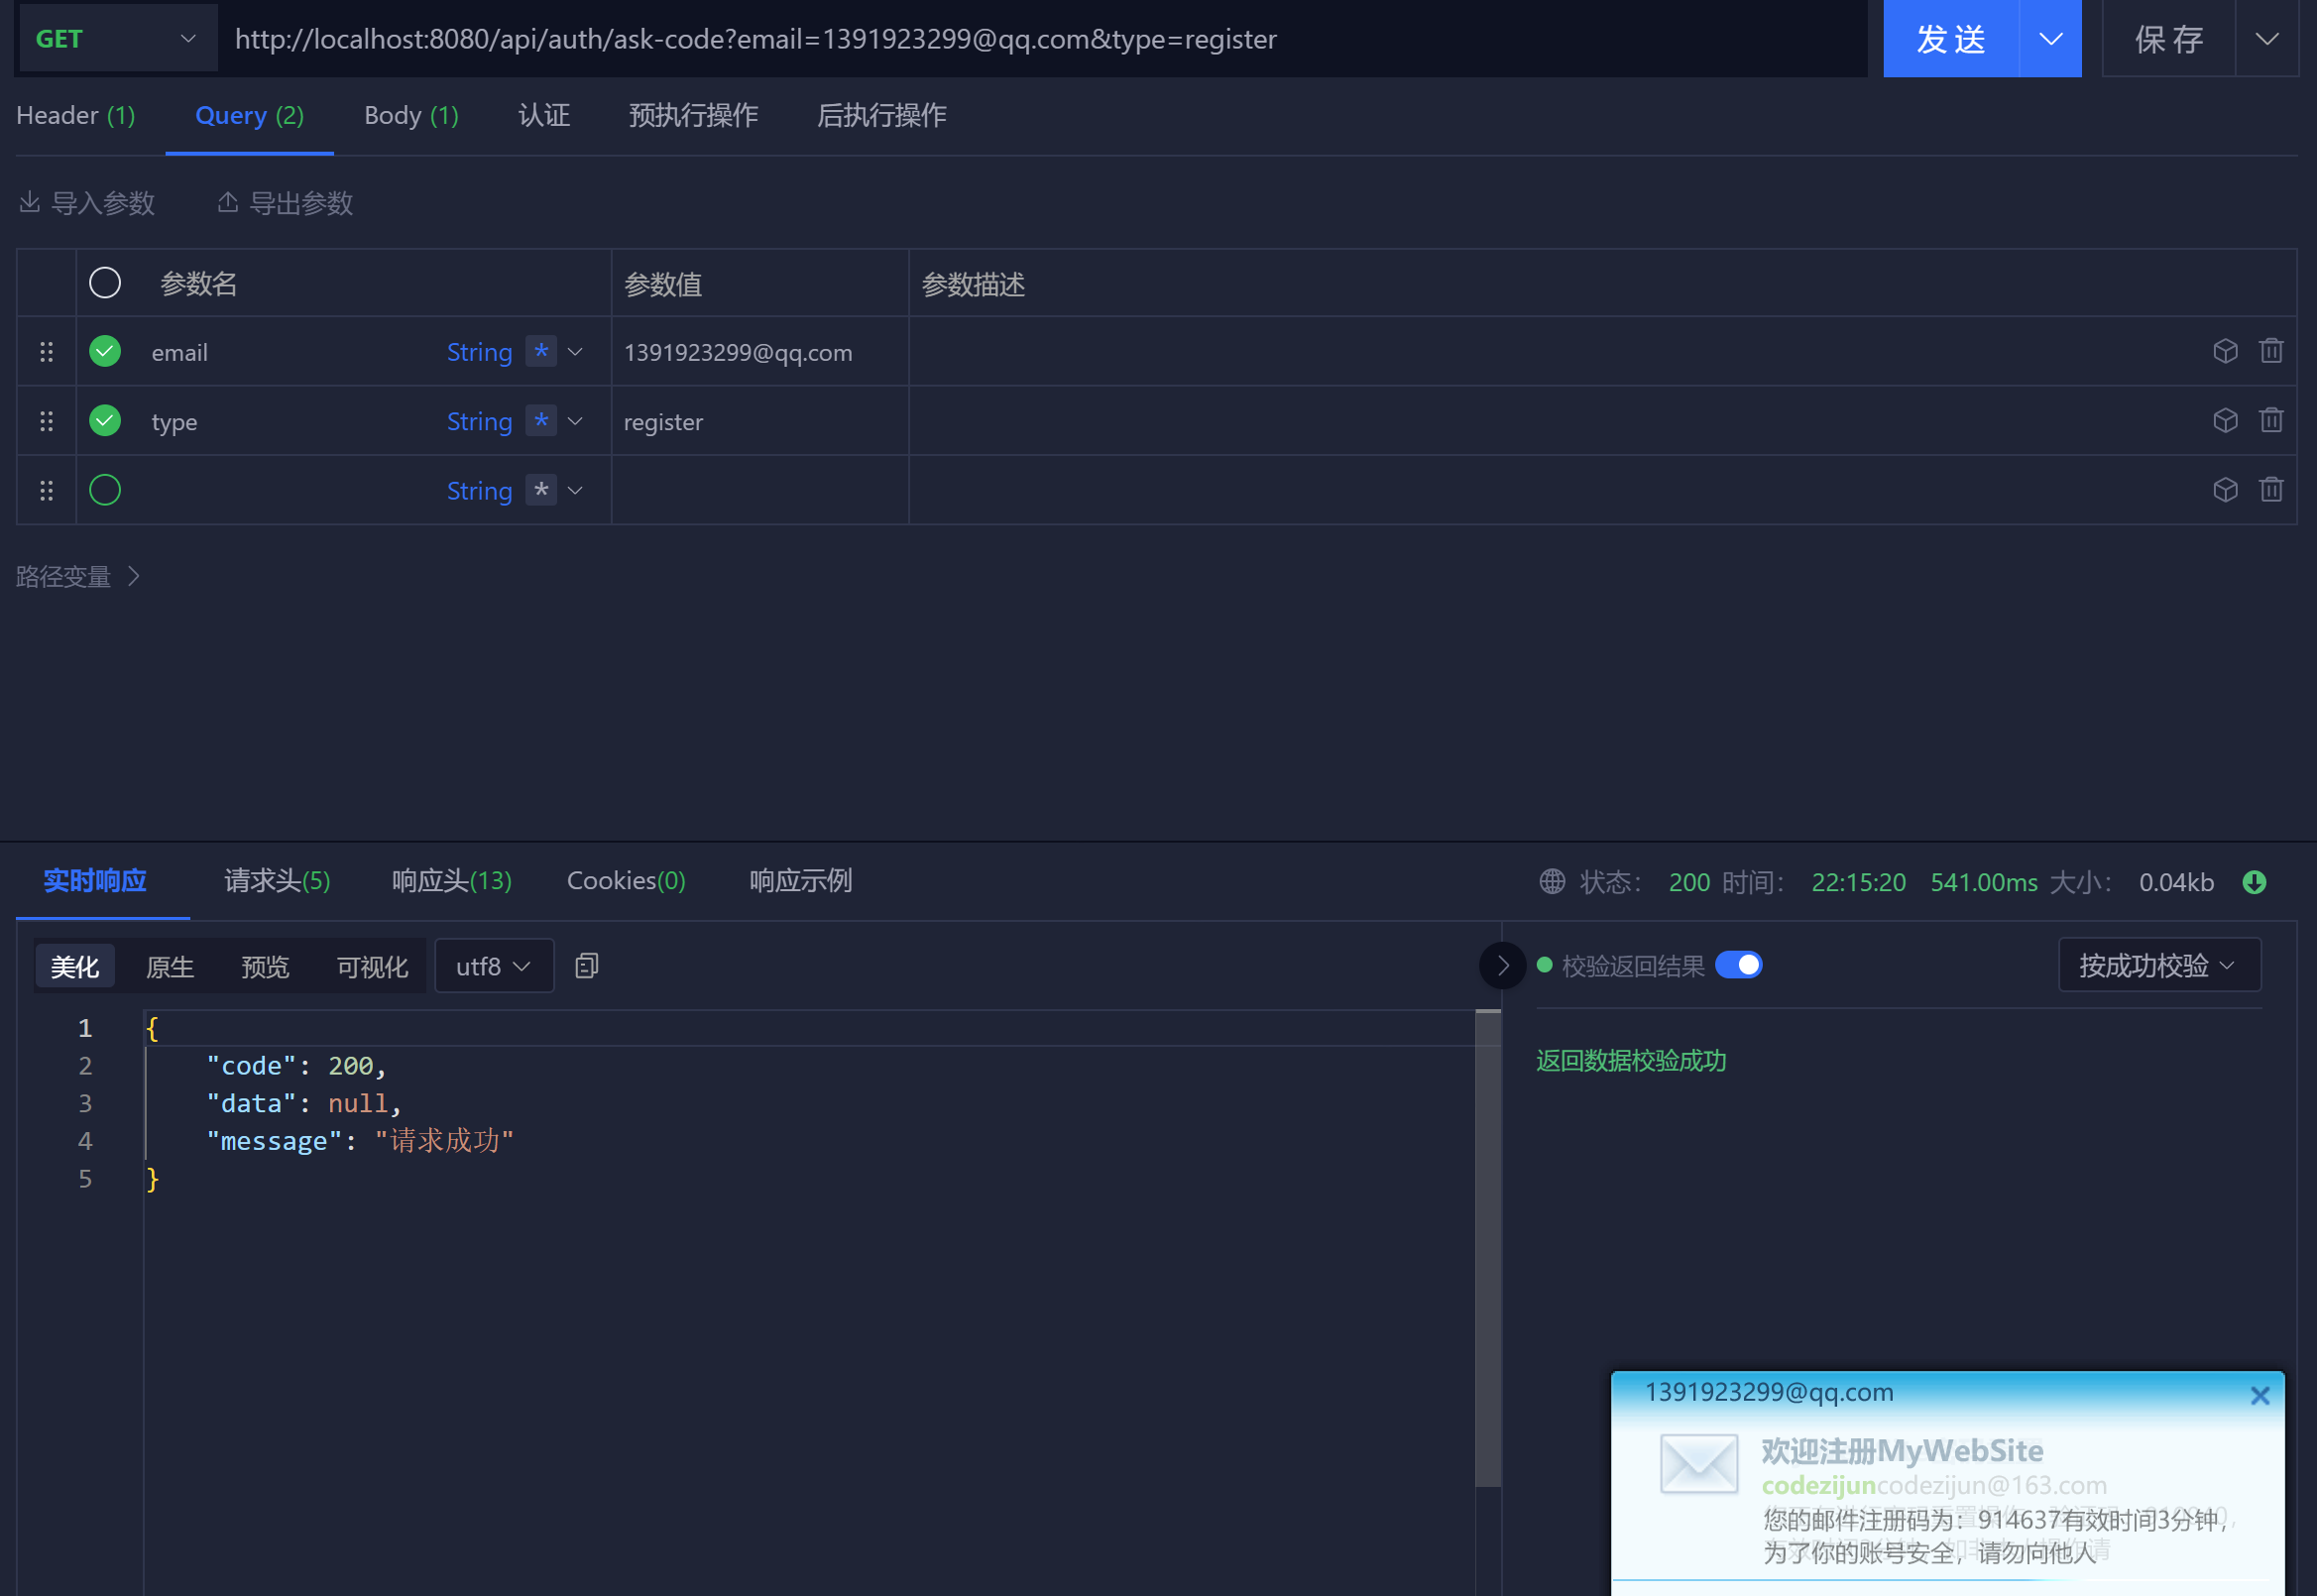 GET http://localhost:8080/api/auth/ask-code?email=1391923299@qq.com&type=register 发送 保存
Header (1) Query (2) Body (1) 认证 预执行操作 后执行操作
导入参数 导出参数
参数名 参数值 参数描述
email String * 1391923299@qq.com
type String * register
String *
路径变量
实时响应 请求头(5) 响应头(13) Cookies(0) 响应示例 状态: 200 时间: 22:15:20 541.00ms 大小: 0.04kb
美化 原生 预览 可视化 utf8 校验返回结果 按成功校验
1 {
2 "code": 200,
3 "data": null,
4 "message": "请求成功"
5 }
返回数据校验成功
1391923299@qq.com
欢迎注册MyWebSite
codezijuncodezijun@163.com
您的邮件注册码为：914637有效时间3分钟，
为了你的账号安全，请勿向他人